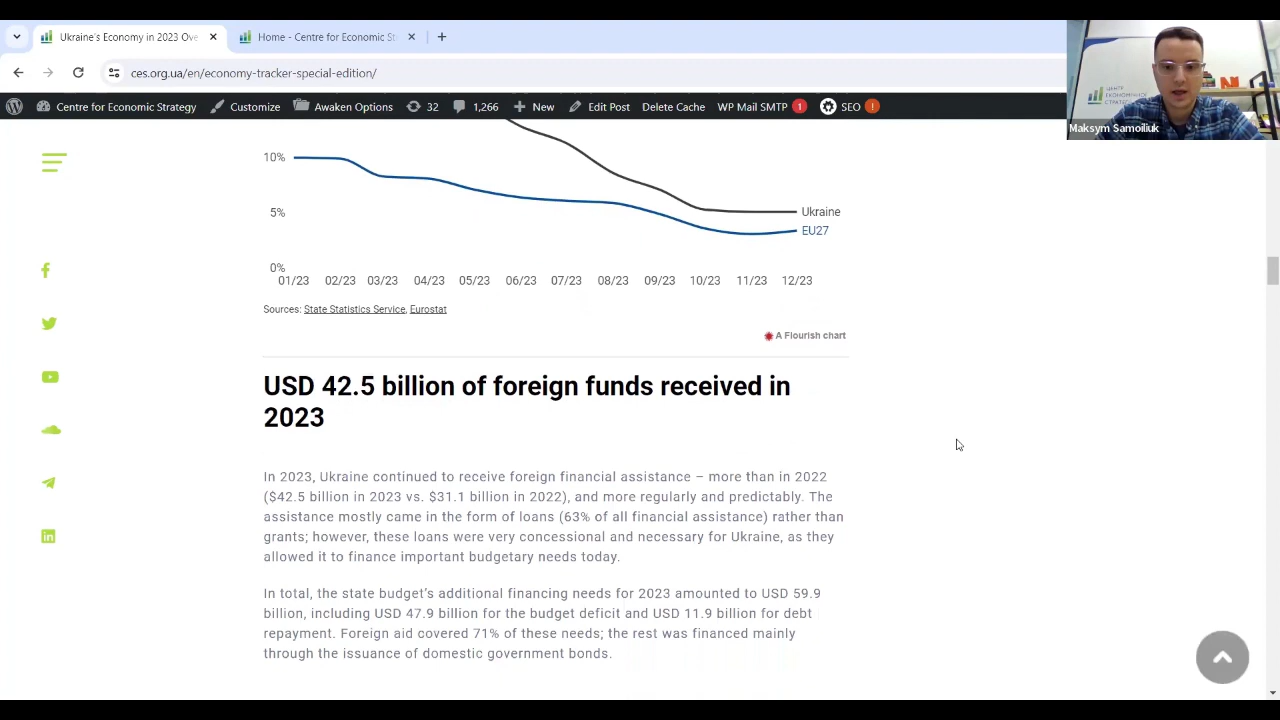 Ukraine's Economy in 2023 Ove
Home - Centre for Economic St
ces.org.ua/en/economy-tracker-special-edition/
Centre for Economic Strategy
Customize
Awaken Options
32
1,266
New
Edit Post
Delete Cache
WP Mail SMTP 1
SEO !
ЦЕНТР
ЕКОНОМІЧНОЇ
СТРАТЕГІЇ
Maksym Samoiliuk
10%
5%
0%
Ukraine
EU27
01/23 02/23 03/23 04/23 05/23 06/23 07/23 08/23 09/23 10/23 11/23 12/23
Sources: State Statistics Service, Eurostat
A Flourish chart
USD 42.5 billion of foreign funds received in
2023
In 2023, Ukraine continued to receive foreign financial assistance – more than in 2022
($42.5 billion in 2023 vs. $31.1 billion in 2022), and more regularly and predictably. The
assistance mostly came in the form of loans (63% of all financial assistance) rather than
grants; however, these loans were very concessional and necessary for Ukraine, as they
allowed it to finance important budgetary needs today.
In total, the state budget's additional financing needs for 2023 amounted to USD 59.9
billion, including USD 47.9 billion for the budget deficit and USD 11.9 billion for debt
repayment. Foreign aid covered 71% of these needs; the rest was financed mainly
through the issuance of domestic government bonds.